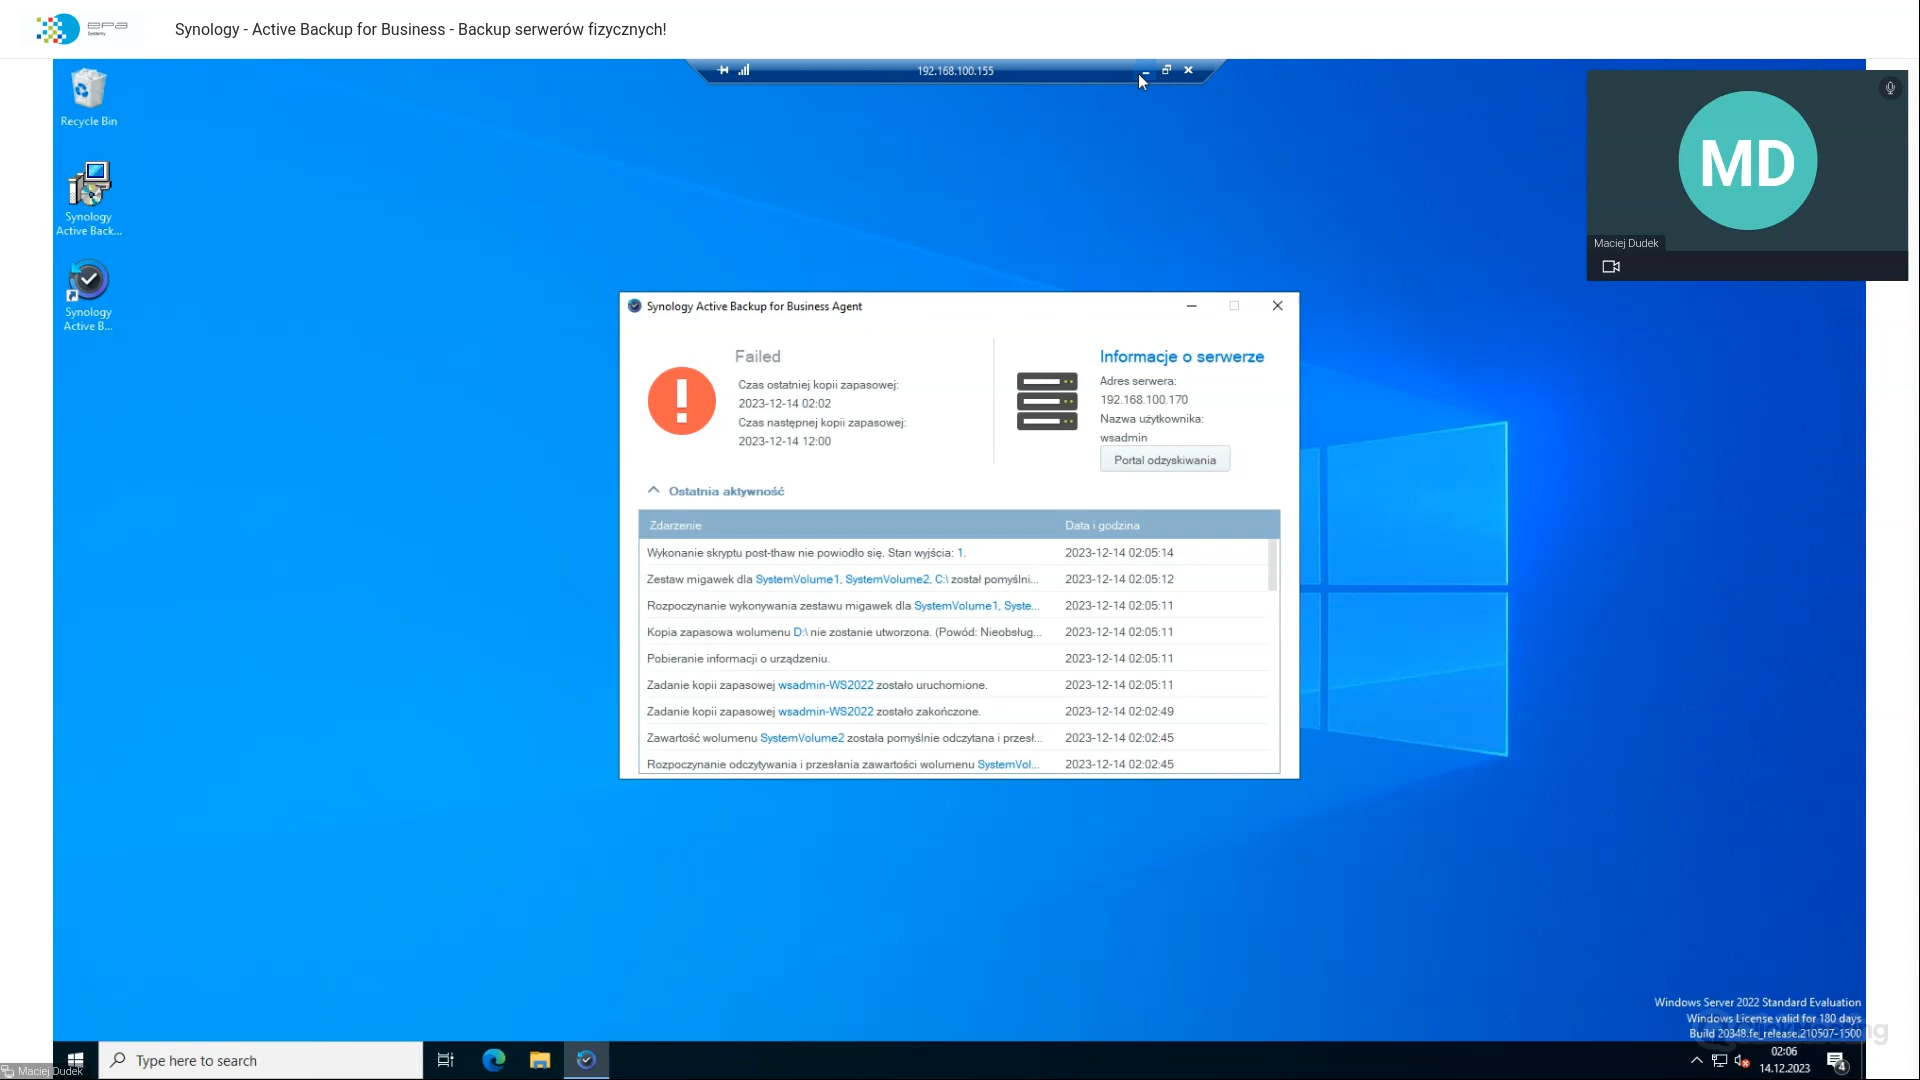 epa
Systemy
Synology - Active Backup for Business - Backup serwerów fizycznych!
192.168.100.155
Recycle Bin
Synology
Active Back...
Synology
Active B...
MD
Maciej Dudek
Synology Active Backup for Business Agent
Failed
Czas ostatniej kopii zapasowej:
2023-12-14 02:02
Czas następnej kopii zapasowej:
2023-12-14 12:00
Informacje o serwerze
Adres serwera:
192.168.100.170
Nazwa użytkownika:
wsadmin
Portal odzyskiwania
Ostatnia aktywność
Zdarzenie Data i godzina
Wykonanie skryptu post-thaw nie powiodło się. Stan wyjścia: 1. 2023-12-14 02:05:14
Zestaw migawek dla SystemVolume1, SystemVolume2, C:\ został pomyślni... 2023-12-14 02:05:12
Rozpoczynanie wykonywania zestawu migawek dla SystemVolume1, Syste... 2023-12-14 02:05:11
Kopia zapasowa wolumenu D:\ nie zostanie utworzona. (Powód: Nieobsług... 2023-12-14 02:05:11
Pobieranie informacji o urządzeniu. 2023-12-14 02:05:11
Zadanie kopii zapasowej wsadmin-WS2022 zostało uruchomione. 2023-12-14 02:05:11
Zadanie kopii zapasowej wsadmin-WS2022 zostało zakończone. 2023-12-14 02:02:49
Zawartość wolumenu SystemVolume2 została pomyślnie odczytana i przesł... 2023-12-14 02:02:45
Rozpoczynanie odczytywania i przesłania zawartości wolumenu SystemVol... 2023-12-14 02:02:45
Windows Server 2022 Standard Evaluation
Windows License valid for 180 days
Build 20348.fe_release.210507-1500
Type here to search
02:06
14.12.2023
4
Maciej Dudek